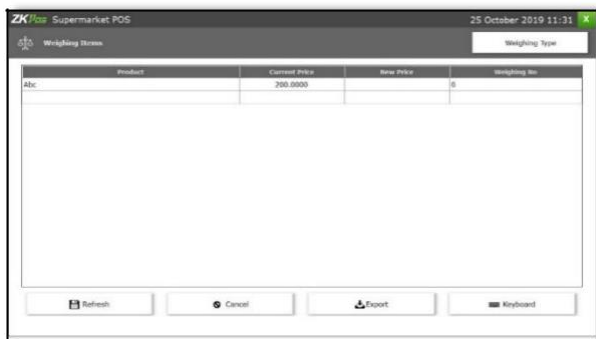 ZKPos Supermarket POS 25 October 2019 11:31 X
Weighing Items Weighing Type
Product Current Price New Price Weighing No
Abc 200.0000 0
Refresh Cancel Export Keyboard